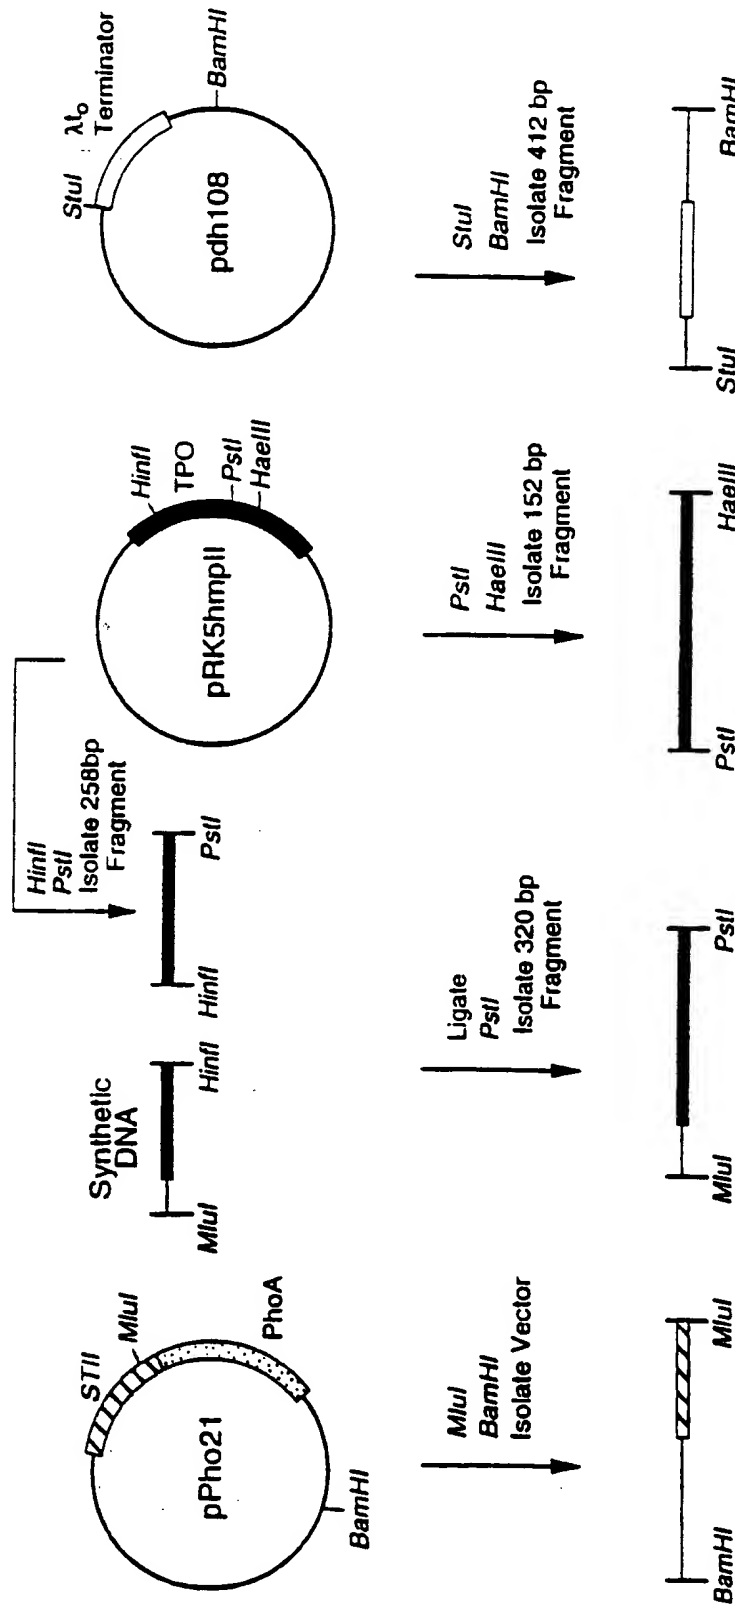 STII
MluI
PhoA
pPho21
BamHI
MluI
BamHI
Isolate Vector
BamHI
MluI
Synthetic
DNA
MluI
HinfI
HinfI
PstI
Isolate 258bp
Fragment
HinfI
PstI
Ligate
PstI
Isolate 320 bp
Fragment
MluI
PstI
HinfI
TPO
PstI
HaeIII
pRK5hmpII
PstI
HaeIII
Isolate 152 bp
Fragment
PstI
HaeIII
StuI
λto
Terminator
BamHI
pdh108
StuI
BamHI
Isolate 412 bp
Fragment
StuI
BamHI